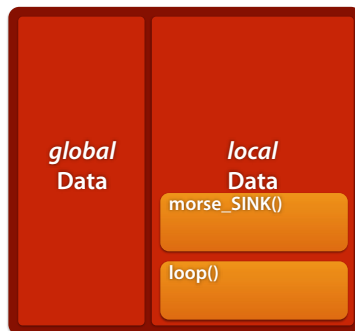 global
Data
local
Data
morse_SINK()
loop()